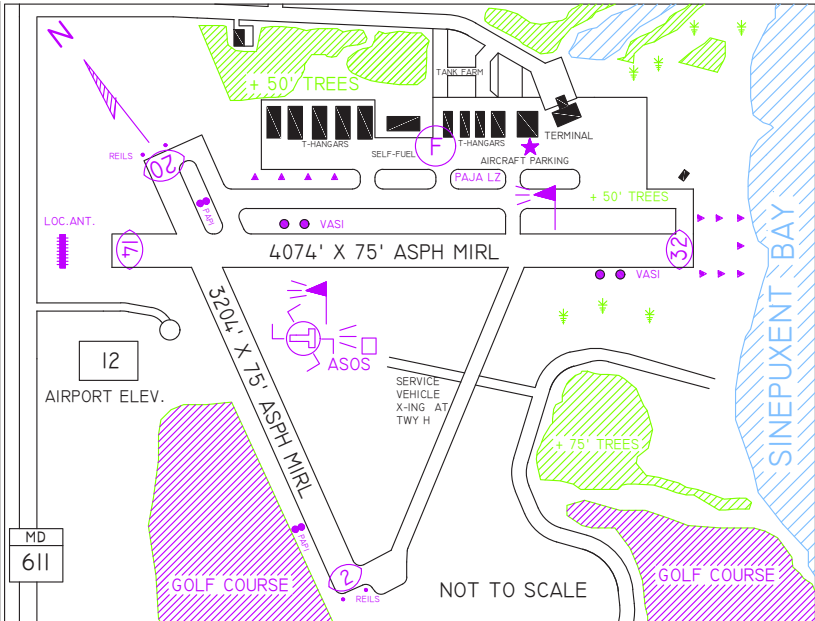 N
+ 50' TREES
TANK FARM
T-HANGARS
SELF-FUEL
F
T-HANGARS
TERMINAL
AIRCRAFT PARKING
REILS
20
PAJA LZ
+ 50' TREES
PAPI
LOC.ANT.
VASI
14
4074' X 75' ASPH MIRL
32
VASI
SINEPUXENT BAY
3204' X 75' ASPH MIRL
ASOS
12
AIRPORT ELEV.
SERVICE
VEHICLE
X-ING AT
TWY H
+ 75' TREES
MD
611
PAPI
GOLF COURSE
2
REILS
NOT TO SCALE
GOLF COURSE